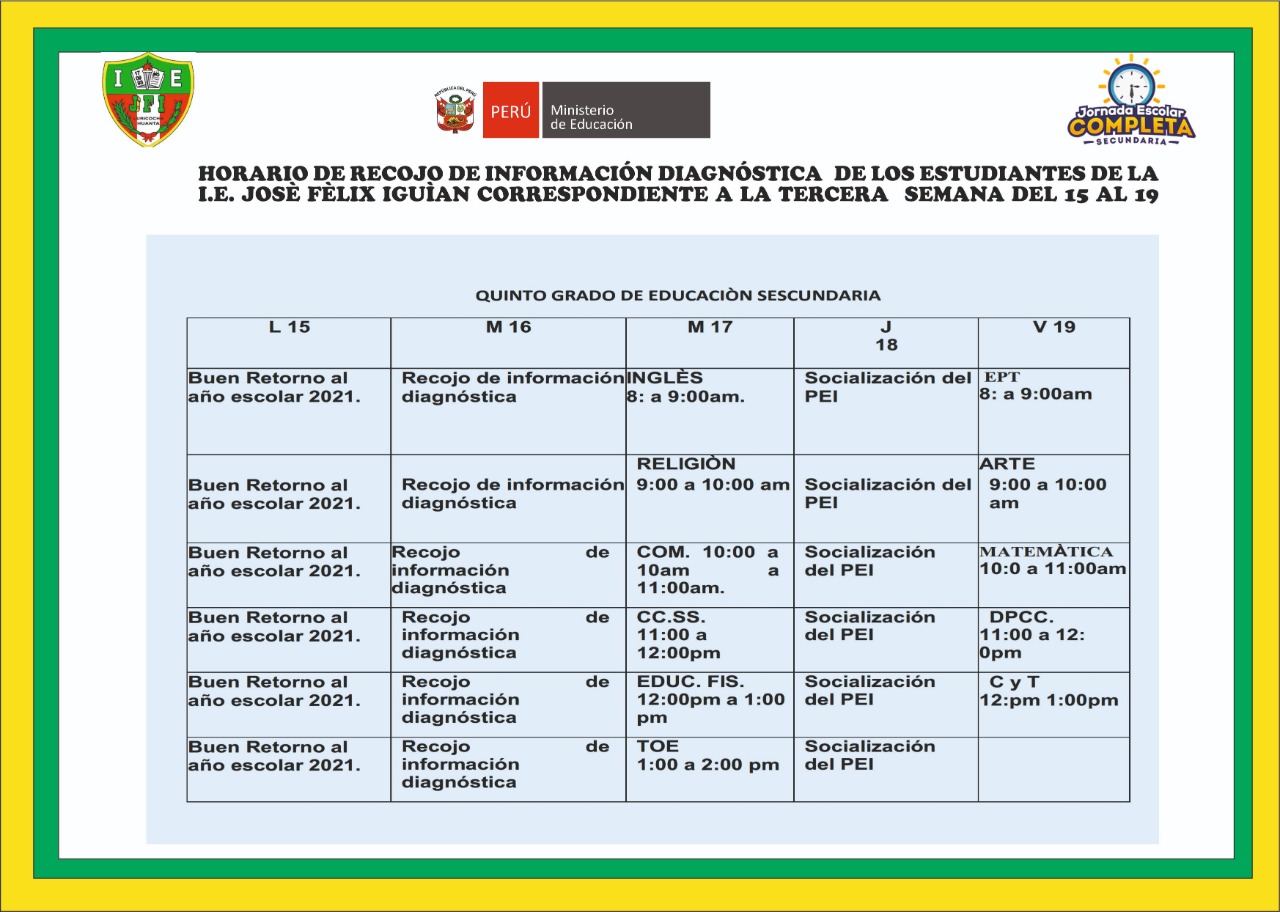 I E
JFI
HUANTA
REPÚBLICA DEL PERÚ
PERÚ
Ministerio
de Educación
Jornada Escolar
COMPLETA
SECUNDARIA
HORARIO DE RECOJO DE INFORMACIÓN DIAGNÓSTICA DE LOS ESTUDIANTES DE LA
I.E. JOSÈ FÈLIX IGUÌAN CORRESPONDIENTE A LA TERCERA SEMANA DEL 15 AL 19
QUINTO GRADO DE EDUCACIÒN SESCUNDARIA
L 15
M 16
M 17
J
18
V 19
Buen Retorno al
año escolar 2021.
Recojo de información
diagnóstica
INGLÈS
8: a 9:00am.
Socialización del
PEI
EPT
8: a 9:00am
Buen Retorno al
año escolar 2021.
Recojo de información
diagnóstica
RELIGIÒN
9:00 a 10:00 am
Socialización del
PEI
ARTE
9:00 a 10:00
am
Buen Retorno al
año escolar 2021.
Recojo de
información
diagnóstica
COM. 10:00 a
10am a
11:00am.
Socialización
del PEI
MATEMÀTICA
10:0 a 11:00am
Buen Retorno al
año escolar 2021.
Recojo de
información
diagnóstica
CC.SS.
11:00 a
12:00pm
Socialización
del PEI
DPCC.
11:00 a 12:
0pm
Buen Retorno al
año escolar 2021.
Recojo de
información
diagnóstica
EDUC. FIS.
12:00pm a 1:00
pm
Socialización
del PEI
C y T
12:pm 1:00pm
Buen Retorno al
año escolar 2021.
Recojo de
información
diagnóstica
TOE
1:00 a 2:00 pm
Socialización
del PEI